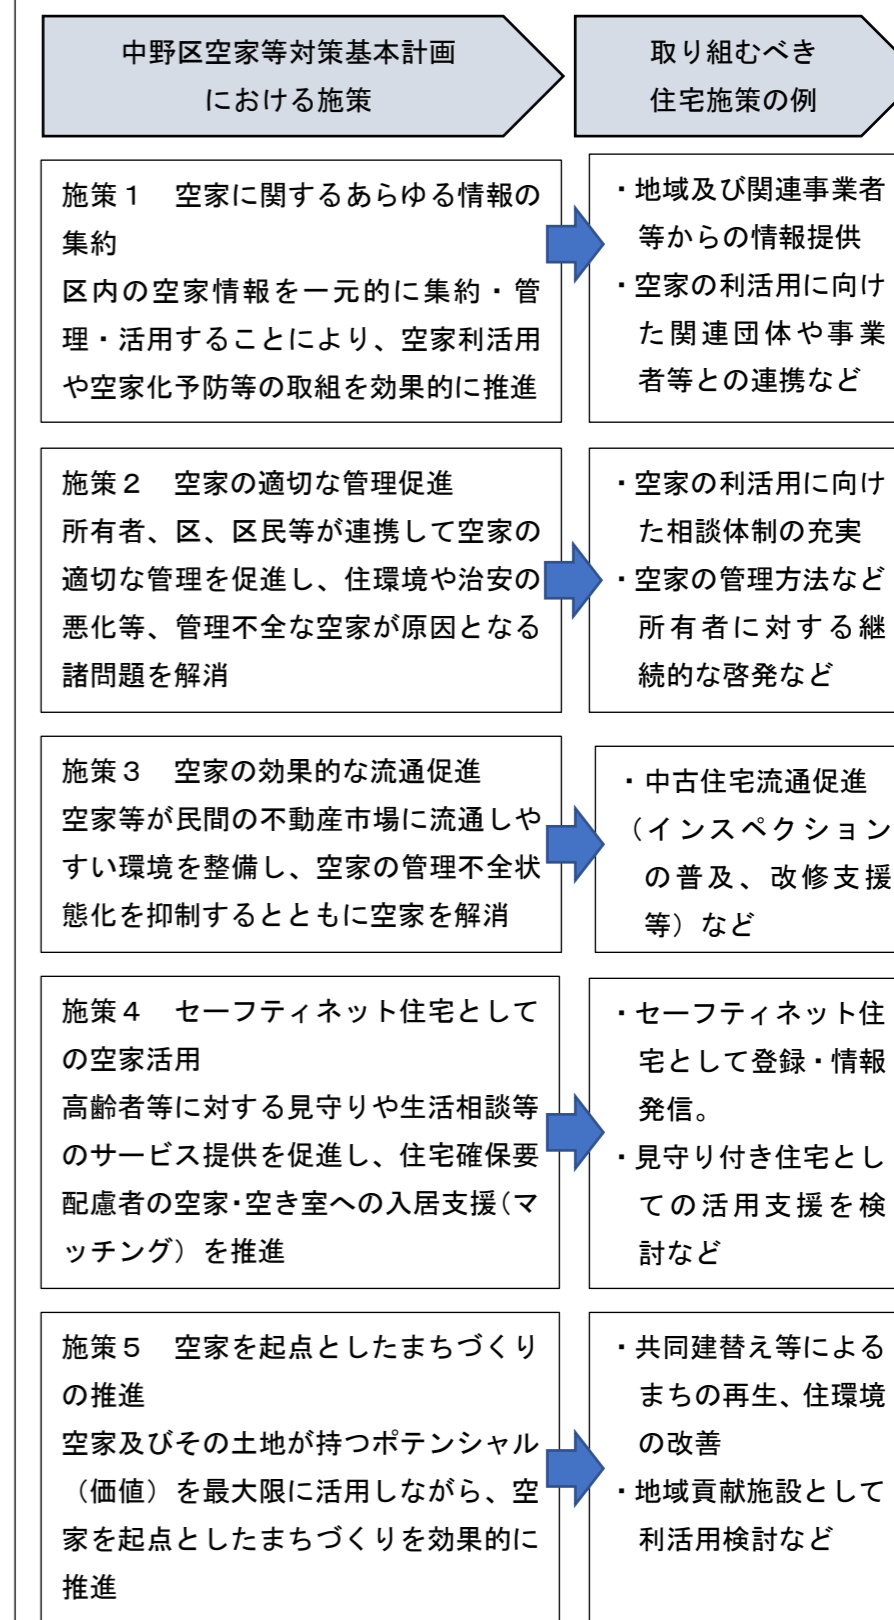 中野区空家等対策基本計画
における施策
取り組むべき
住宅施策の例
施策１　空家に関するあらゆる情報の
集約
区内の空家情報を一元的に集約・管
理・活用することにより、空家利活用
や空家化予防等の取組を効果的に推進
・地域及び関連事業者
等からの情報提供
・空家の利活用に向け
た関連団体や事業
者等との連携など
施策２　空家の適切な管理促進
所有者、区、区民等が連携して空家の
適切な管理を促進し、住環境や治安の
悪化等、管理不全な空家が原因となる
諸問題を解消
・空家の利活用に向け
た相談体制の充実
・空家の管理方法など
所有者に対する継
続的な啓発など
施策３　空家の効果的な流通促進
空家等が民間の不動産市場に流通しや
すい環境を整備し、空家の管理不全状
態化を抑制するとともに空家を解消
・中古住宅流通促進
（インスペクション
の普及、改修支援
等）など
施策４　セーフティネット住宅として
の空家活用
高齢者等に対する見守りや生活相談等
のサービス提供を促進し、住宅確保要
配慮者の空家・空き室への入居支援（マ
ッチング）を推進
・セーフティネット住
宅として登録・情報
発信。
・見守り付き住宅とし
ての活用支援を検
討など
施策５　空家を起点としたまちづくり
の推進
空家及びその土地が持つポテンシャル
（価値）を最大限に活用しながら、空
家を起点としたまちづくりを効果的に
推進
・共同建替え等による
まちの再生、住環境
の改善
・地域貢献施設として
利活用検討など